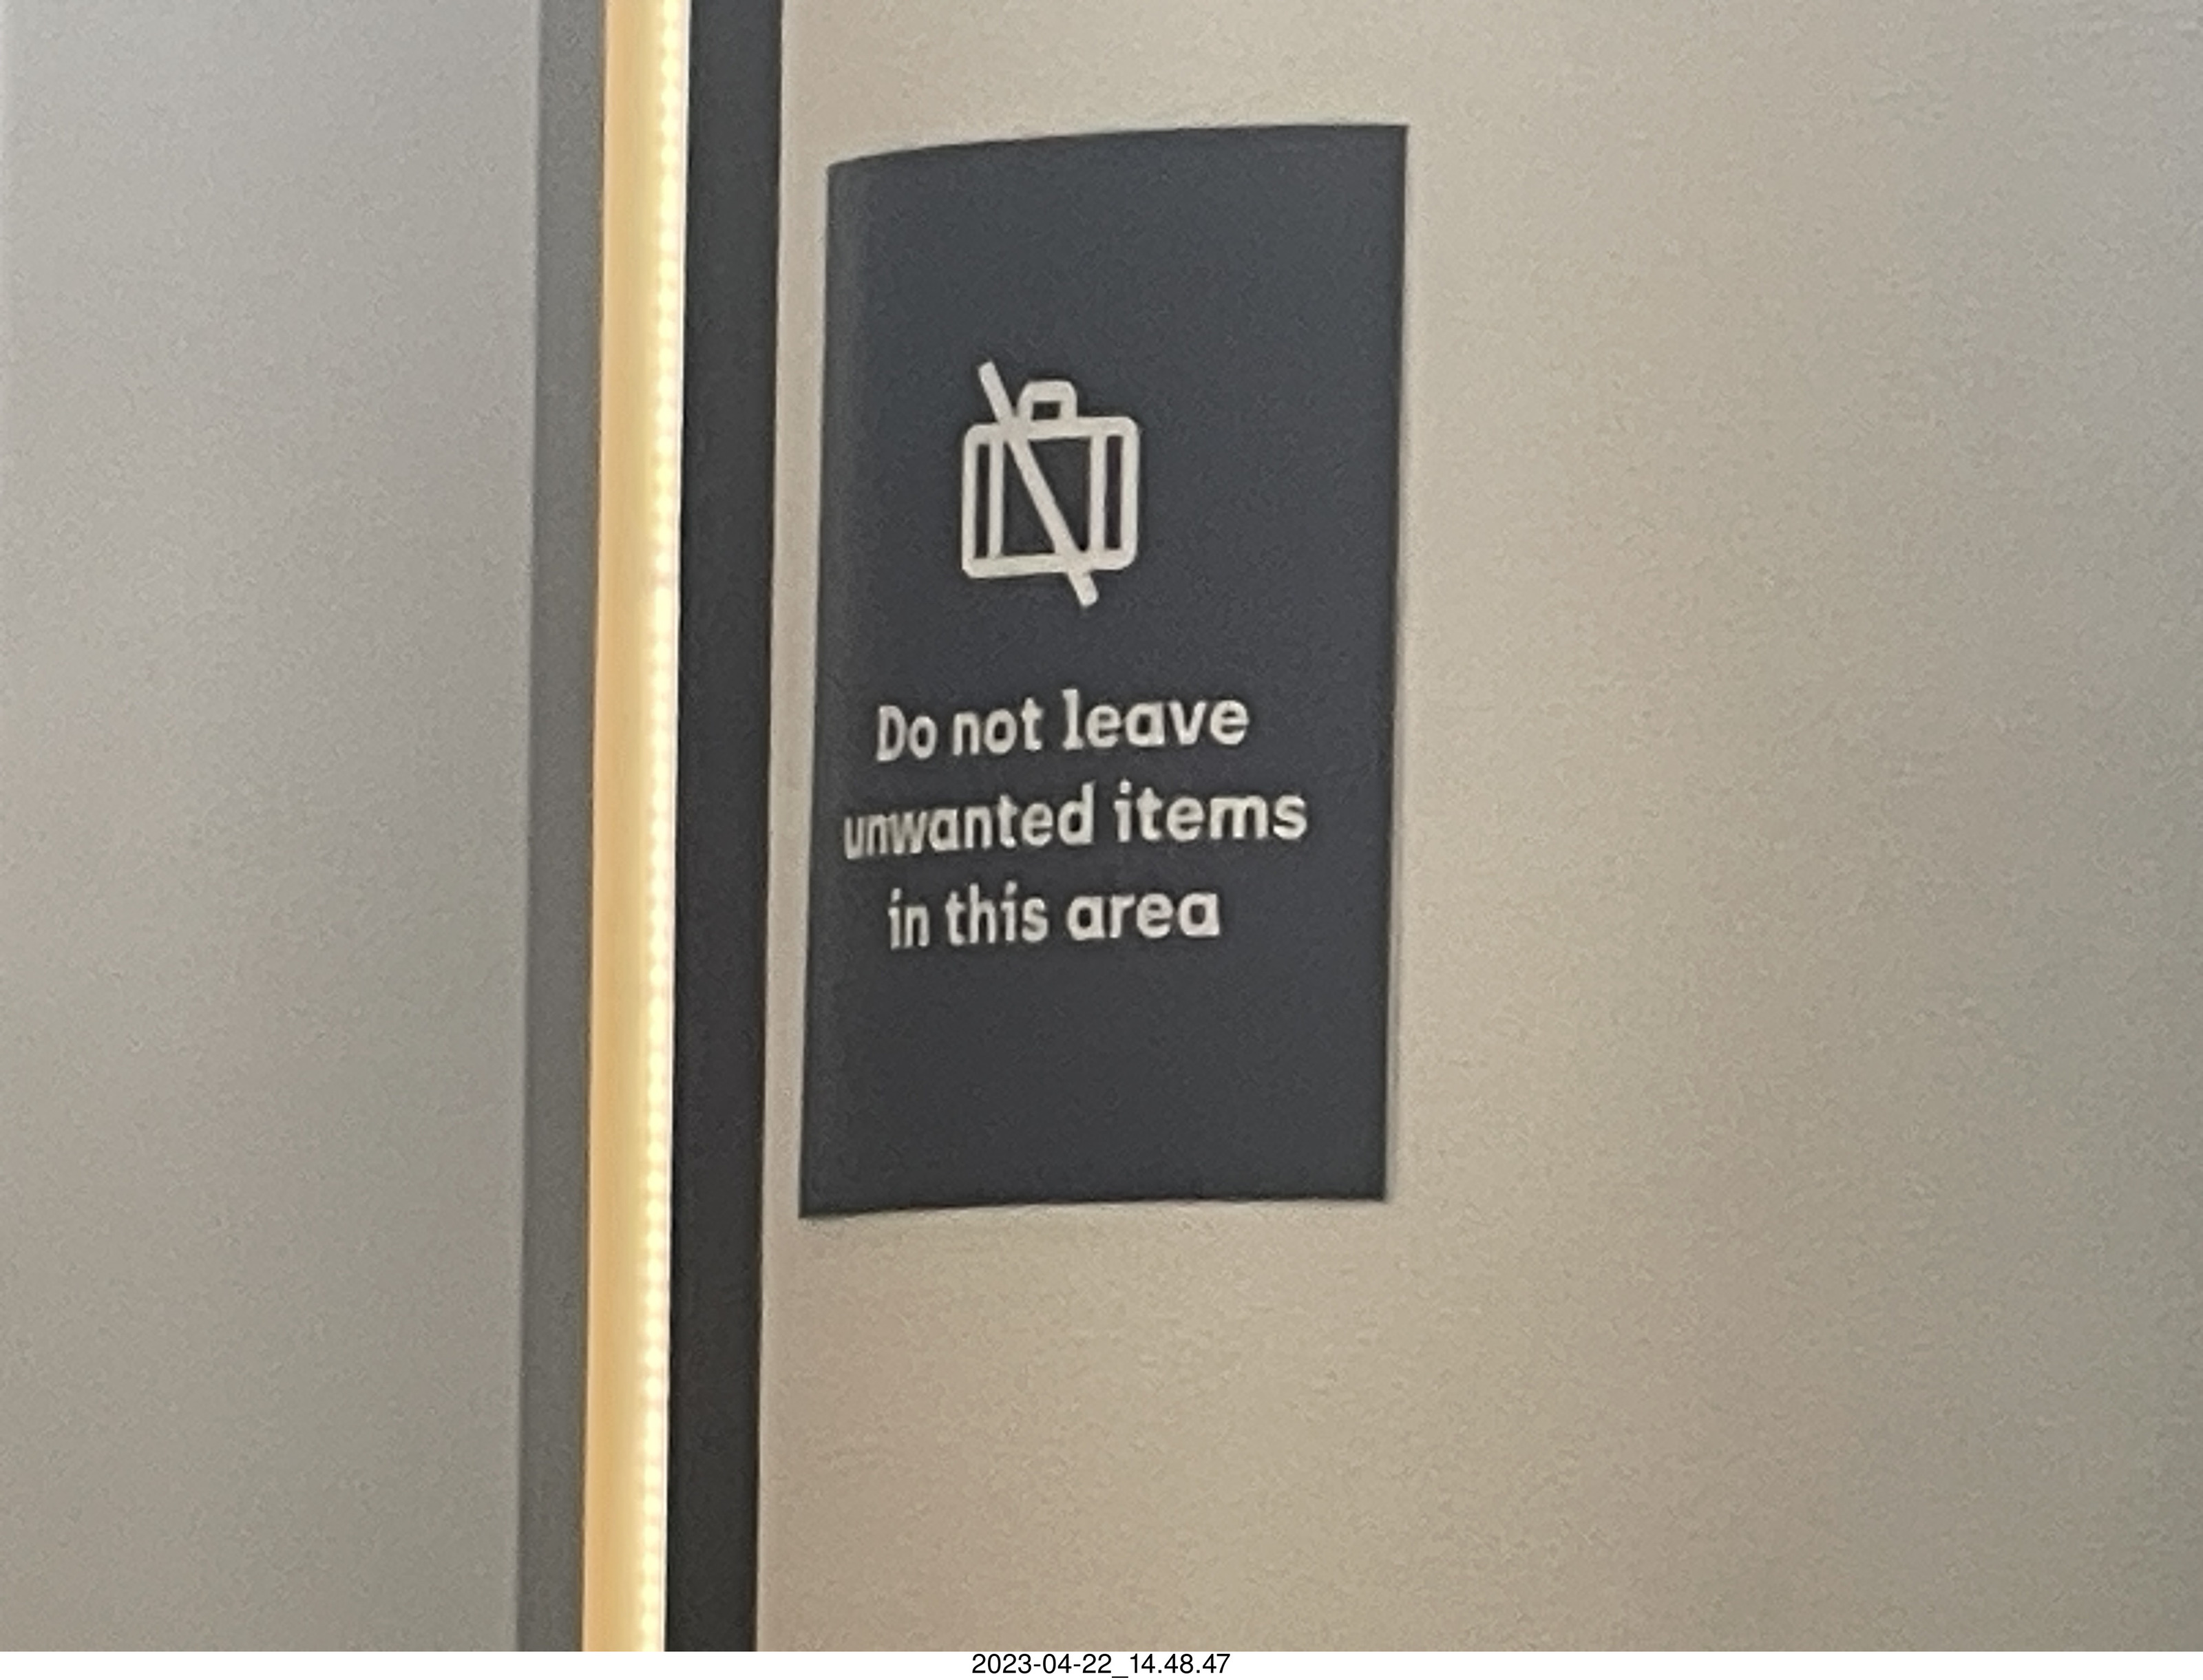 Do not leave
unwanted items
in this area
2023-04-22_14.48.47